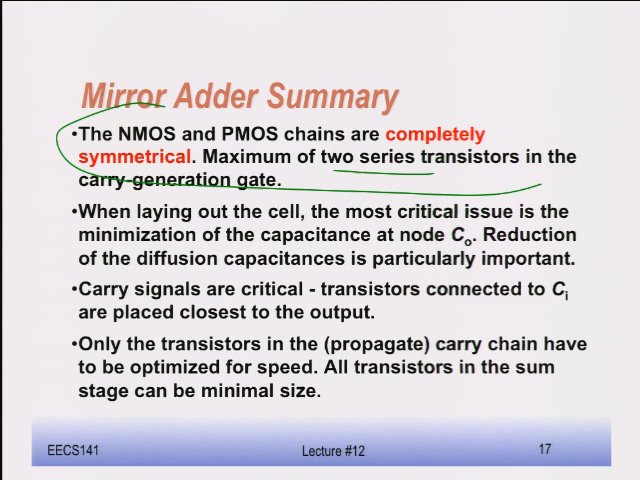 Mirror Adder Summary
•The NMOS and PMOS chains are completely
symmetrical. Maximum of two series transistors in the
carry-generation gate.
•When laying out the cell, the most critical issue is the
minimization of the capacitance at node Co. Reduction
of the diffusion capacitances is particularly important.
•Carry signals are critical - transistors connected to Ci
are placed closest to the output.
•Only the transistors in the (propagate) carry chain have
to be optimized for speed. All transistors in the sum
stage can be minimal size.
EECS141 Lecture #12 17